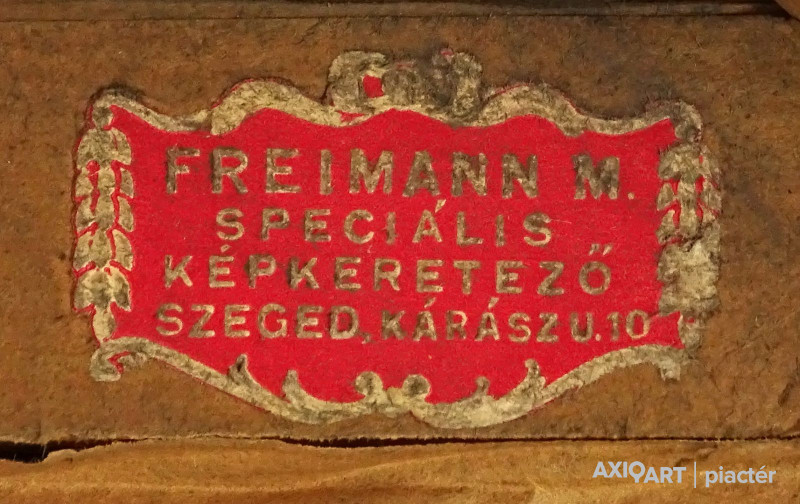 FREIMANN M.
SPECIÁLIS
KÉPKERETEZŐ
SZEGED, KÁRÁSZ U. 10
AXIOART | piactér